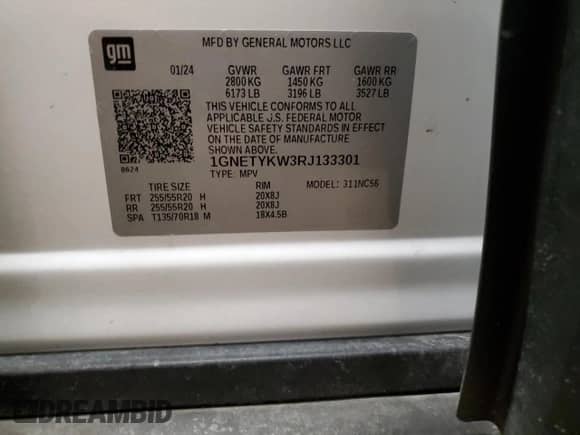 gm
MFD BY GENERAL MOTORS LLC
01/24 GVWR GAWR FRT GAWR RR
2800 KG 1450 KG 1600 KG
6173 LB 3196 LB 3527 LB
THIS VEHICLE CONFORMS TO ALL
APPLICABLE U.S. FEDERAL MOTOR
VEHICLE SAFETY STANDARDS IN EFFECT
ON THE DATE OF MANUFACTURE
SHOWN ABOVE.
1GNETYKW3RJ133301
0624 TYPE: MPV
TIRE SIZE RIM MODEL: 311NC56
FRT 255/55R20 H 20X8J
RR 255/55R20 H 20X8J
SPA T135/70R18 M 18X4.5B
DREAMBID